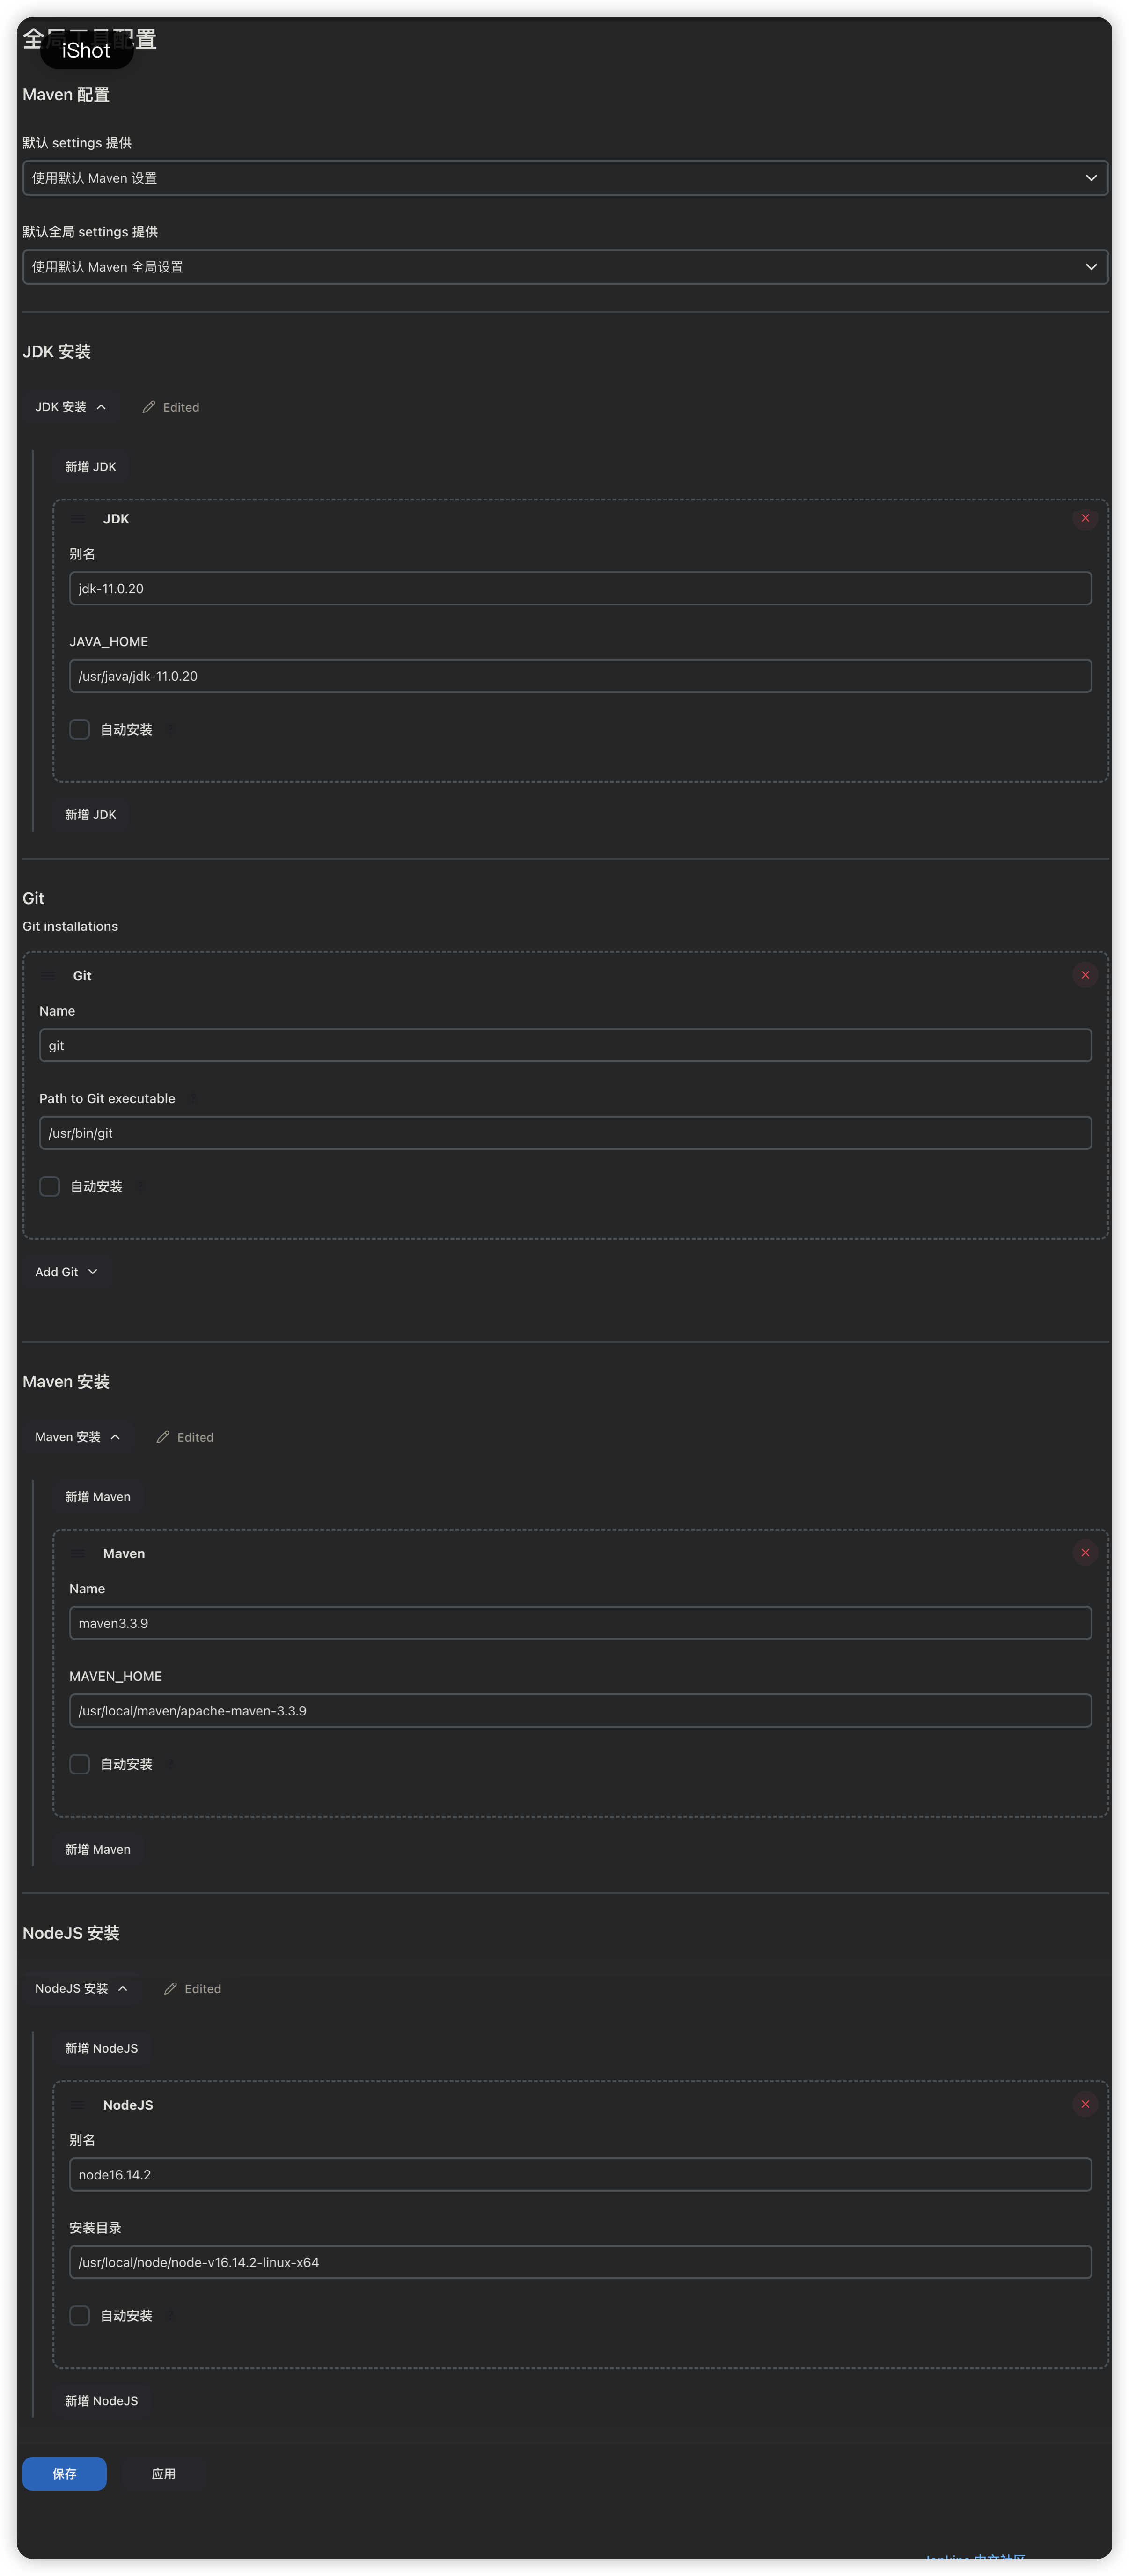 全局工具配置
iShot
Maven 配置
默认 settings 提供
使用默认 Maven 设置
默认全局 settings 提供
使用默认 Maven 全局设置
JDK 安装
JDK 安装
Edited
新增 JDK
JDK
别名
jdk-11.0.20
JAVA_HOME
/usr/java/jdk-11.0.20
自动安装
新增 JDK
Git
Git installations
Git
Name
git
Path to Git executable
/usr/bin/git
自动安装
Add Git
Maven 安装
Maven 安装
Edited
新增 Maven
Maven
Name
maven3.3.9
MAVEN_HOME
/usr/local/maven/apache-maven-3.3.9
自动安装
新增 Maven
NodeJS 安装
NodeJS 安装
Edited
新增 NodeJS
NodeJS
别名
node16.14.2
安装目录
/usr/local/node/node-v16.14.2-linux-x64
自动安装
新增 NodeJS
保存
应用
Jenkins 中文社区